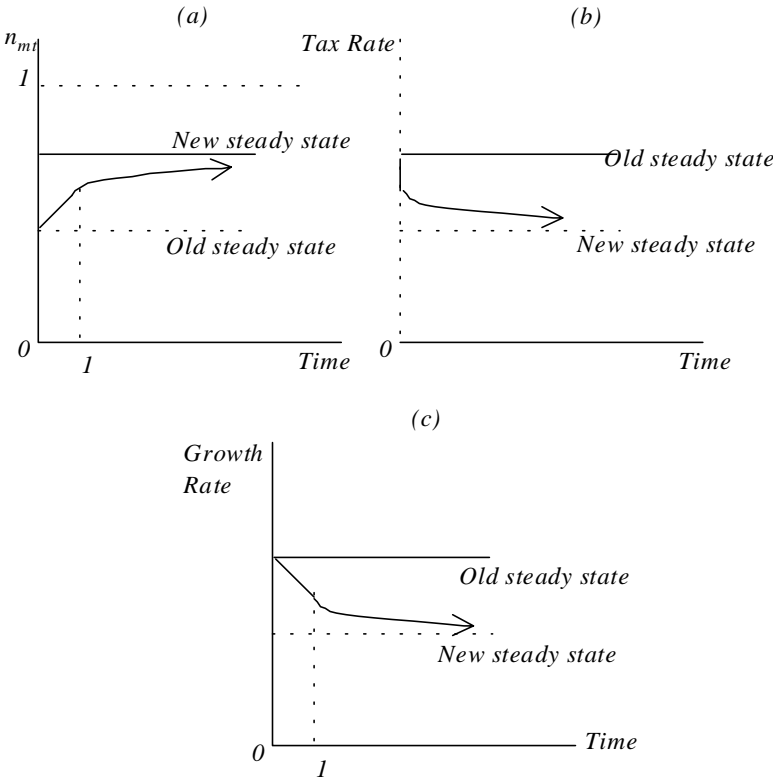 (a)
n_mt
1
New steady state
Old steady state
0
1
Time
(b)
Tax Rate
Old steady state
New steady state
0
Time
(c)
Growth
Rate
Old steady state
New steady state
0
1
Time